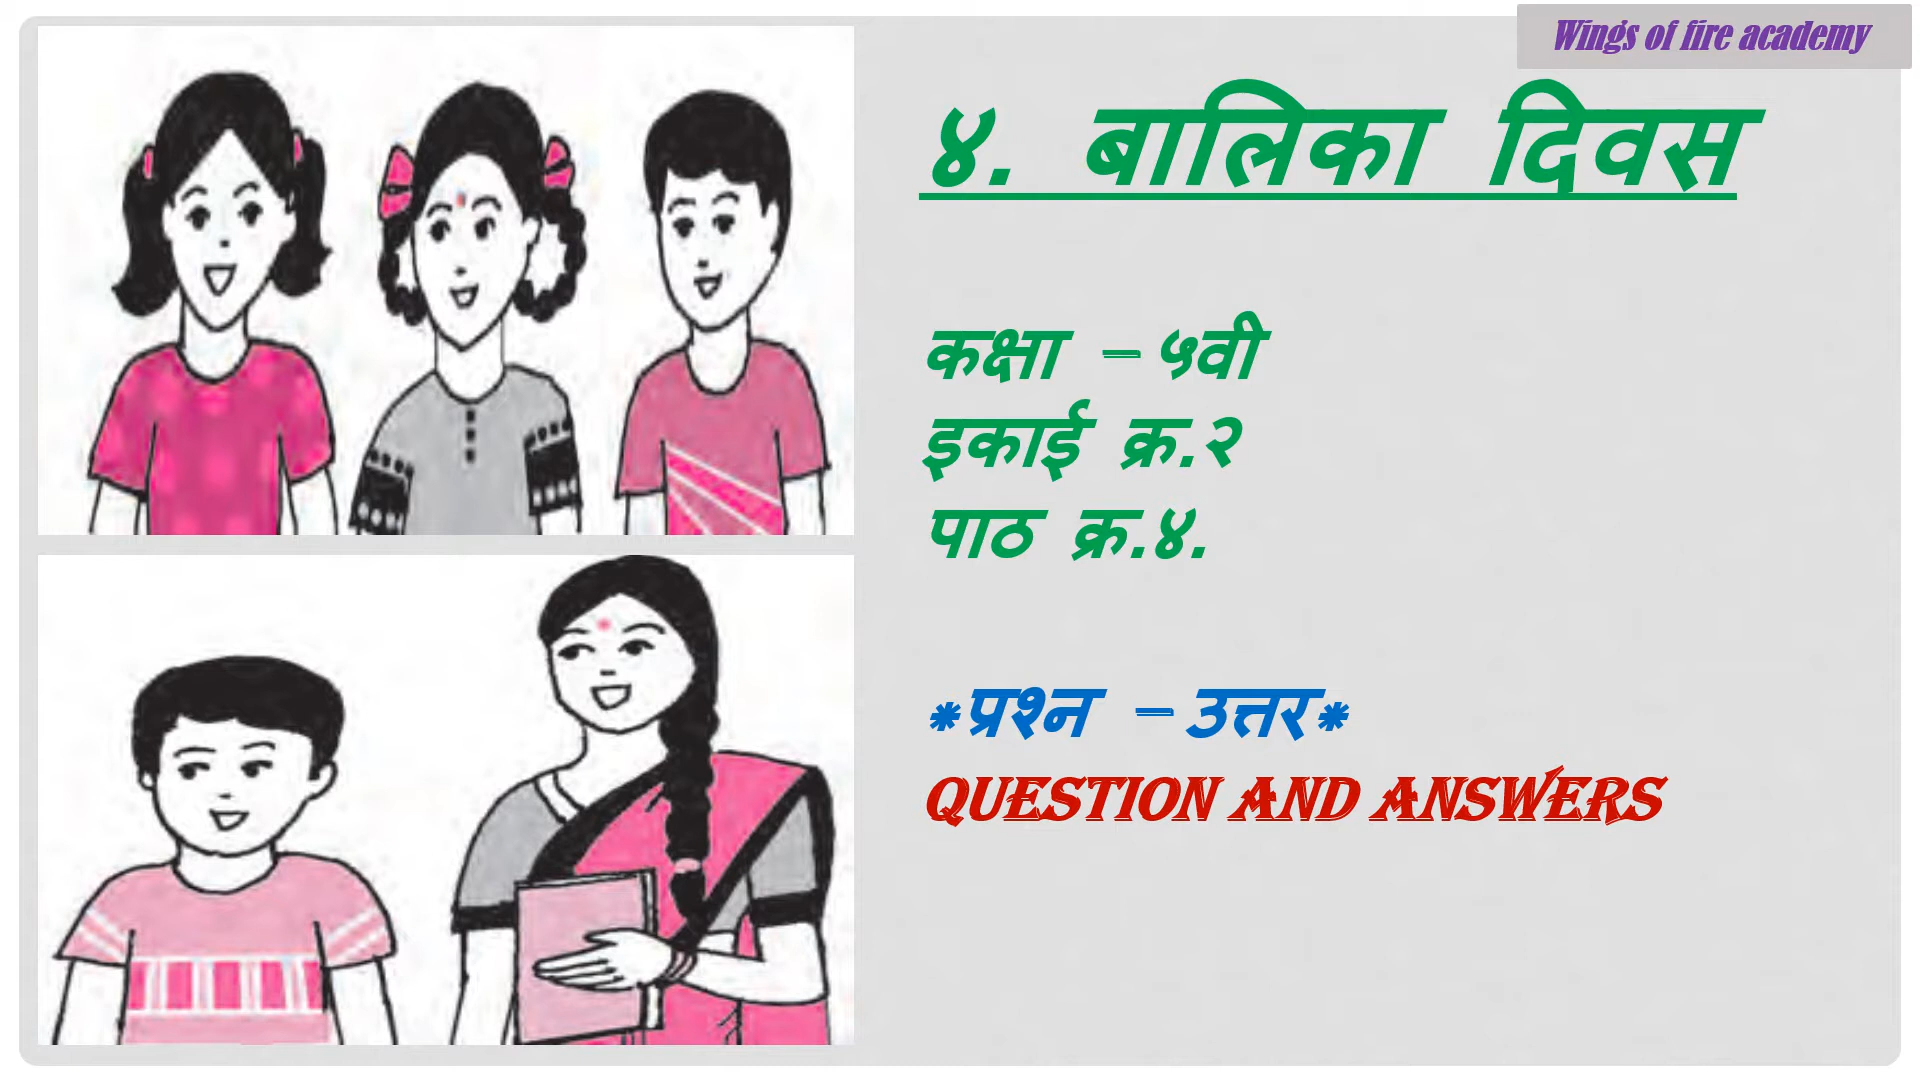 Wings of fire academy
४. बालिका दिवस
कक्षा – ५वी
इकाई क्र.२
पाठ क्र.४.
*प्रश्न – उत्तर*
QUESTION AND ANSWERS